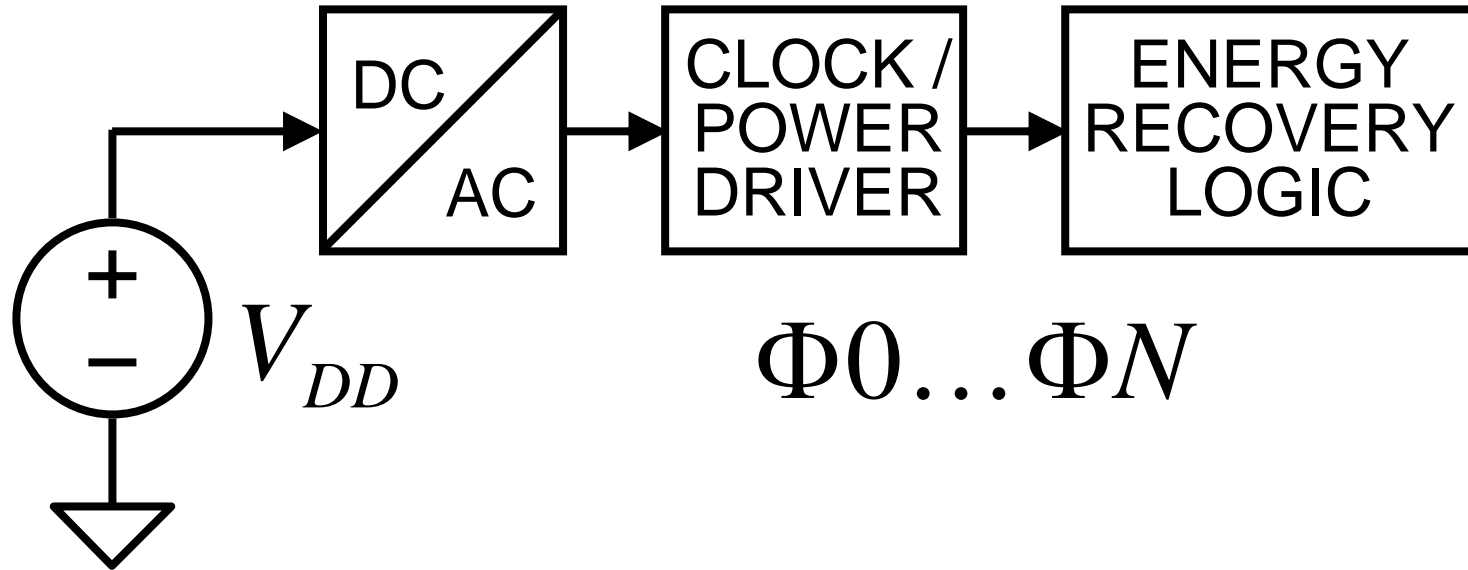 DC
AC
CLOCK /
POWER
DRIVER
ENERGY
RECOVERY
LOGIC
+
−
V_DD
Φ0…ΦN